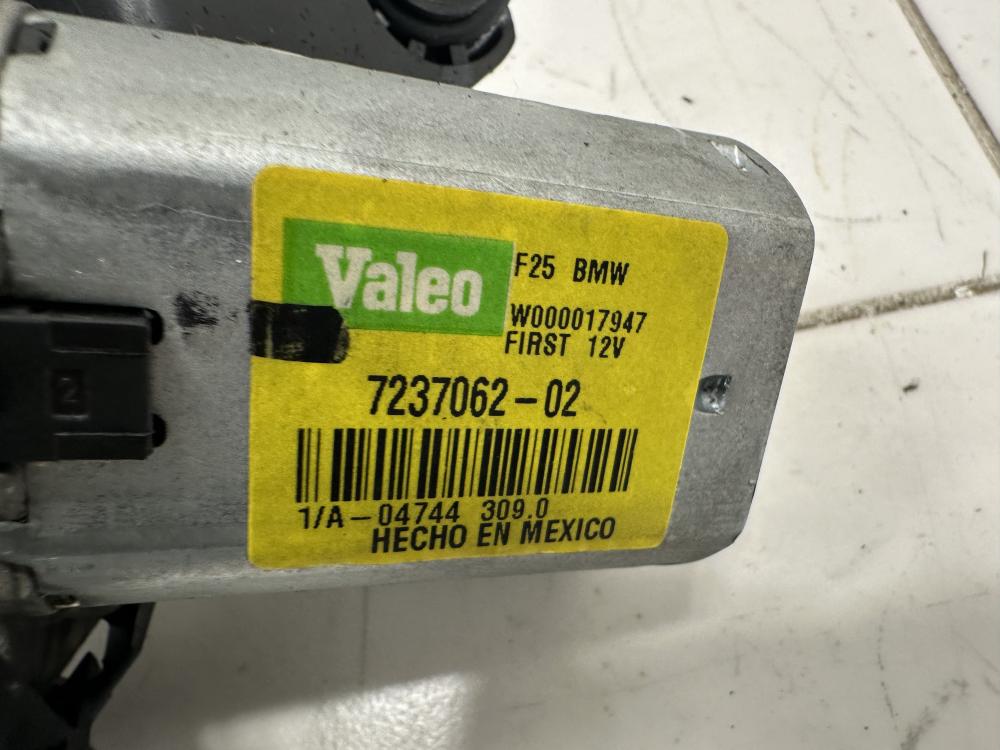 Valeo
F25 BMW
W000017947
FIRST 12V
7237062-02
1/A-04744 309.0
HECHO EN MEXICO
2